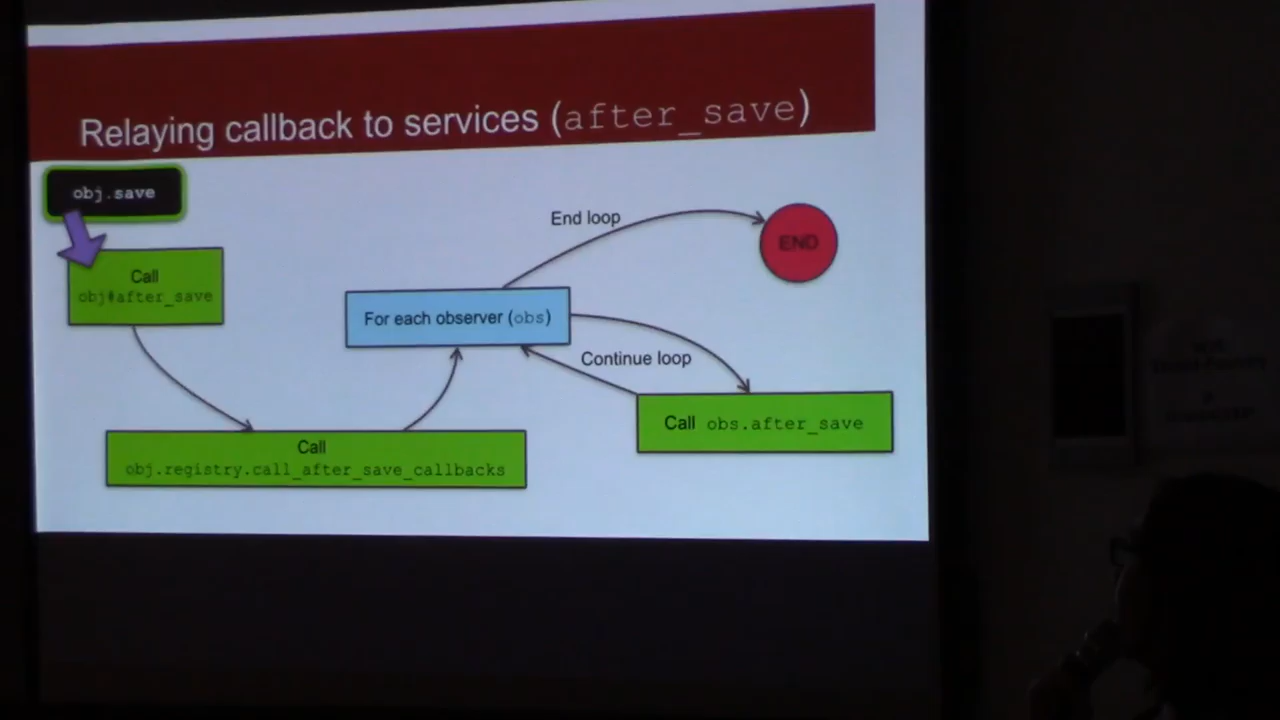 Relaying callback to services (after_save)
obj.save
Call
obj#after_save
End loop
END
For each observer (obs)
Continue loop
Call obs.after_save
Call
obj.registry.call_after_save_callbacks